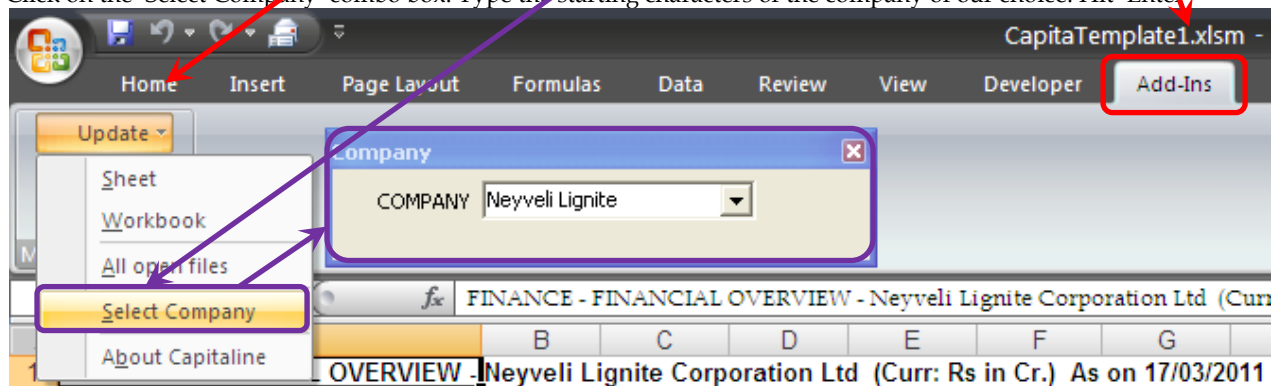 Click on the "Select Company" combo box. Type the starting characters of the company of our choice. Hit "Enter"
CapitaTemplate1.xlsm -
Home Insert Page Layout Formulas Data Review View Developer Add-Ins
Update
Sheet
Workbook
All open files
Select Company
About Capitaline
Company
COMPANY Neyveli Lignite
fx FINANCE - FINANCIAL OVERVIEW - Neyveli Lignite Corporation Ltd (Curr
B C D E F G
1 L OVERVIEW - Neyveli Lignite Corporation Ltd (Curr: Rs in Cr.) As on 17/03/2011